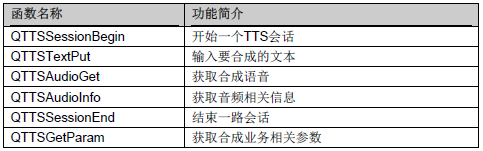 函数名称 功能简介
QTTSSessionBegin 开始一个TTS会话
QTTSTextPut 输入要合成的文本
QTTSAudioGet 获取合成语音
QTTSAudioInfo 获取音频相关信息
QTTSSessionEnd 结束一路会话
QTTSGetParam 获取合成业务相关参数